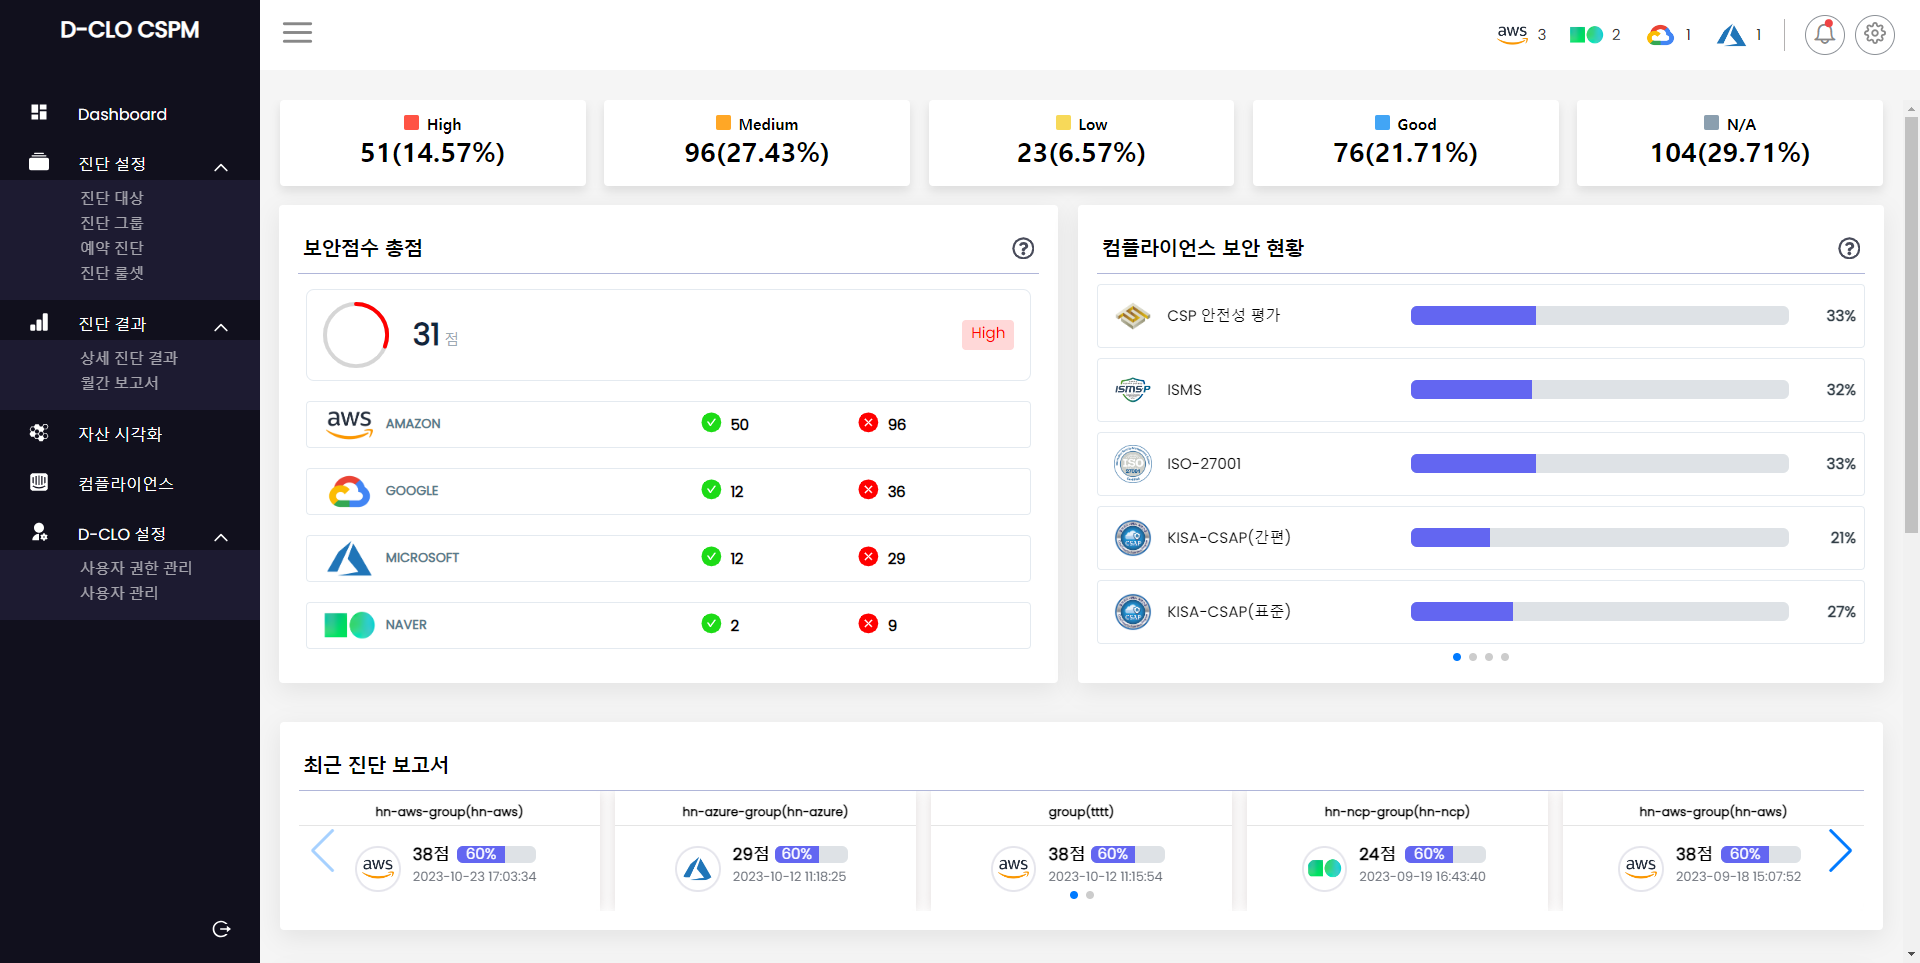 D-CLO CSPM
Dashboard
진단 설정
진단 대상
진단 그룹
예약 진단
진단 룰셋
진단 결과
상세 진단 결과
월간 보고서
자산 시각화
컴플라이언스
D-CLO 설정
사용자 권한 관리
사용자 관리
aws 3 2 1 1
High
51(14.57%)
Medium
96(27.43%)
Low
23(6.57%)
Good
76(21.71%)
N/A
104(29.71%)
보안점수 총점
31 점
High
aws AMAZON 50 96
GOOGLE 12 36
MICROSOFT 12 29
NAVER 2 9
컴플라이언스 보안 현황
CSP 안전성 평가 33%
ISMS-P ISMS 32%
ISO 27001 ISO-27001 33%
CSAP KISA-CSAP(간편) 21%
CSAP KISA-CSAP(표준) 27%
최근 진단 보고서
hn-aws-group(hn-aws)
aws 38점 60%
2023-10-23 17:03:34
hn-azure-group(hn-azure)
29점 60%
2023-10-12 11:18:25
group(tttt)
aws 38점 60%
2023-10-12 11:15:54
hn-ncp-group(hn-ncp)
24점 60%
2023-09-19 16:43:40
hn-aws-group(hn-aws)
aws 38점 60%
2023-09-18 15:07:52